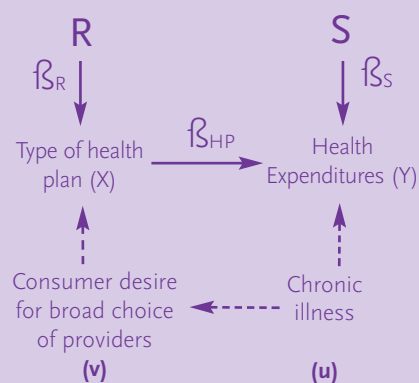 R
S
ßR
ßS
ßHP
Type of health
plan (X)
Health
Expenditures (Y)
Consumer desire
for broad choice
of providers
(v)
Chronic
illness
(u)